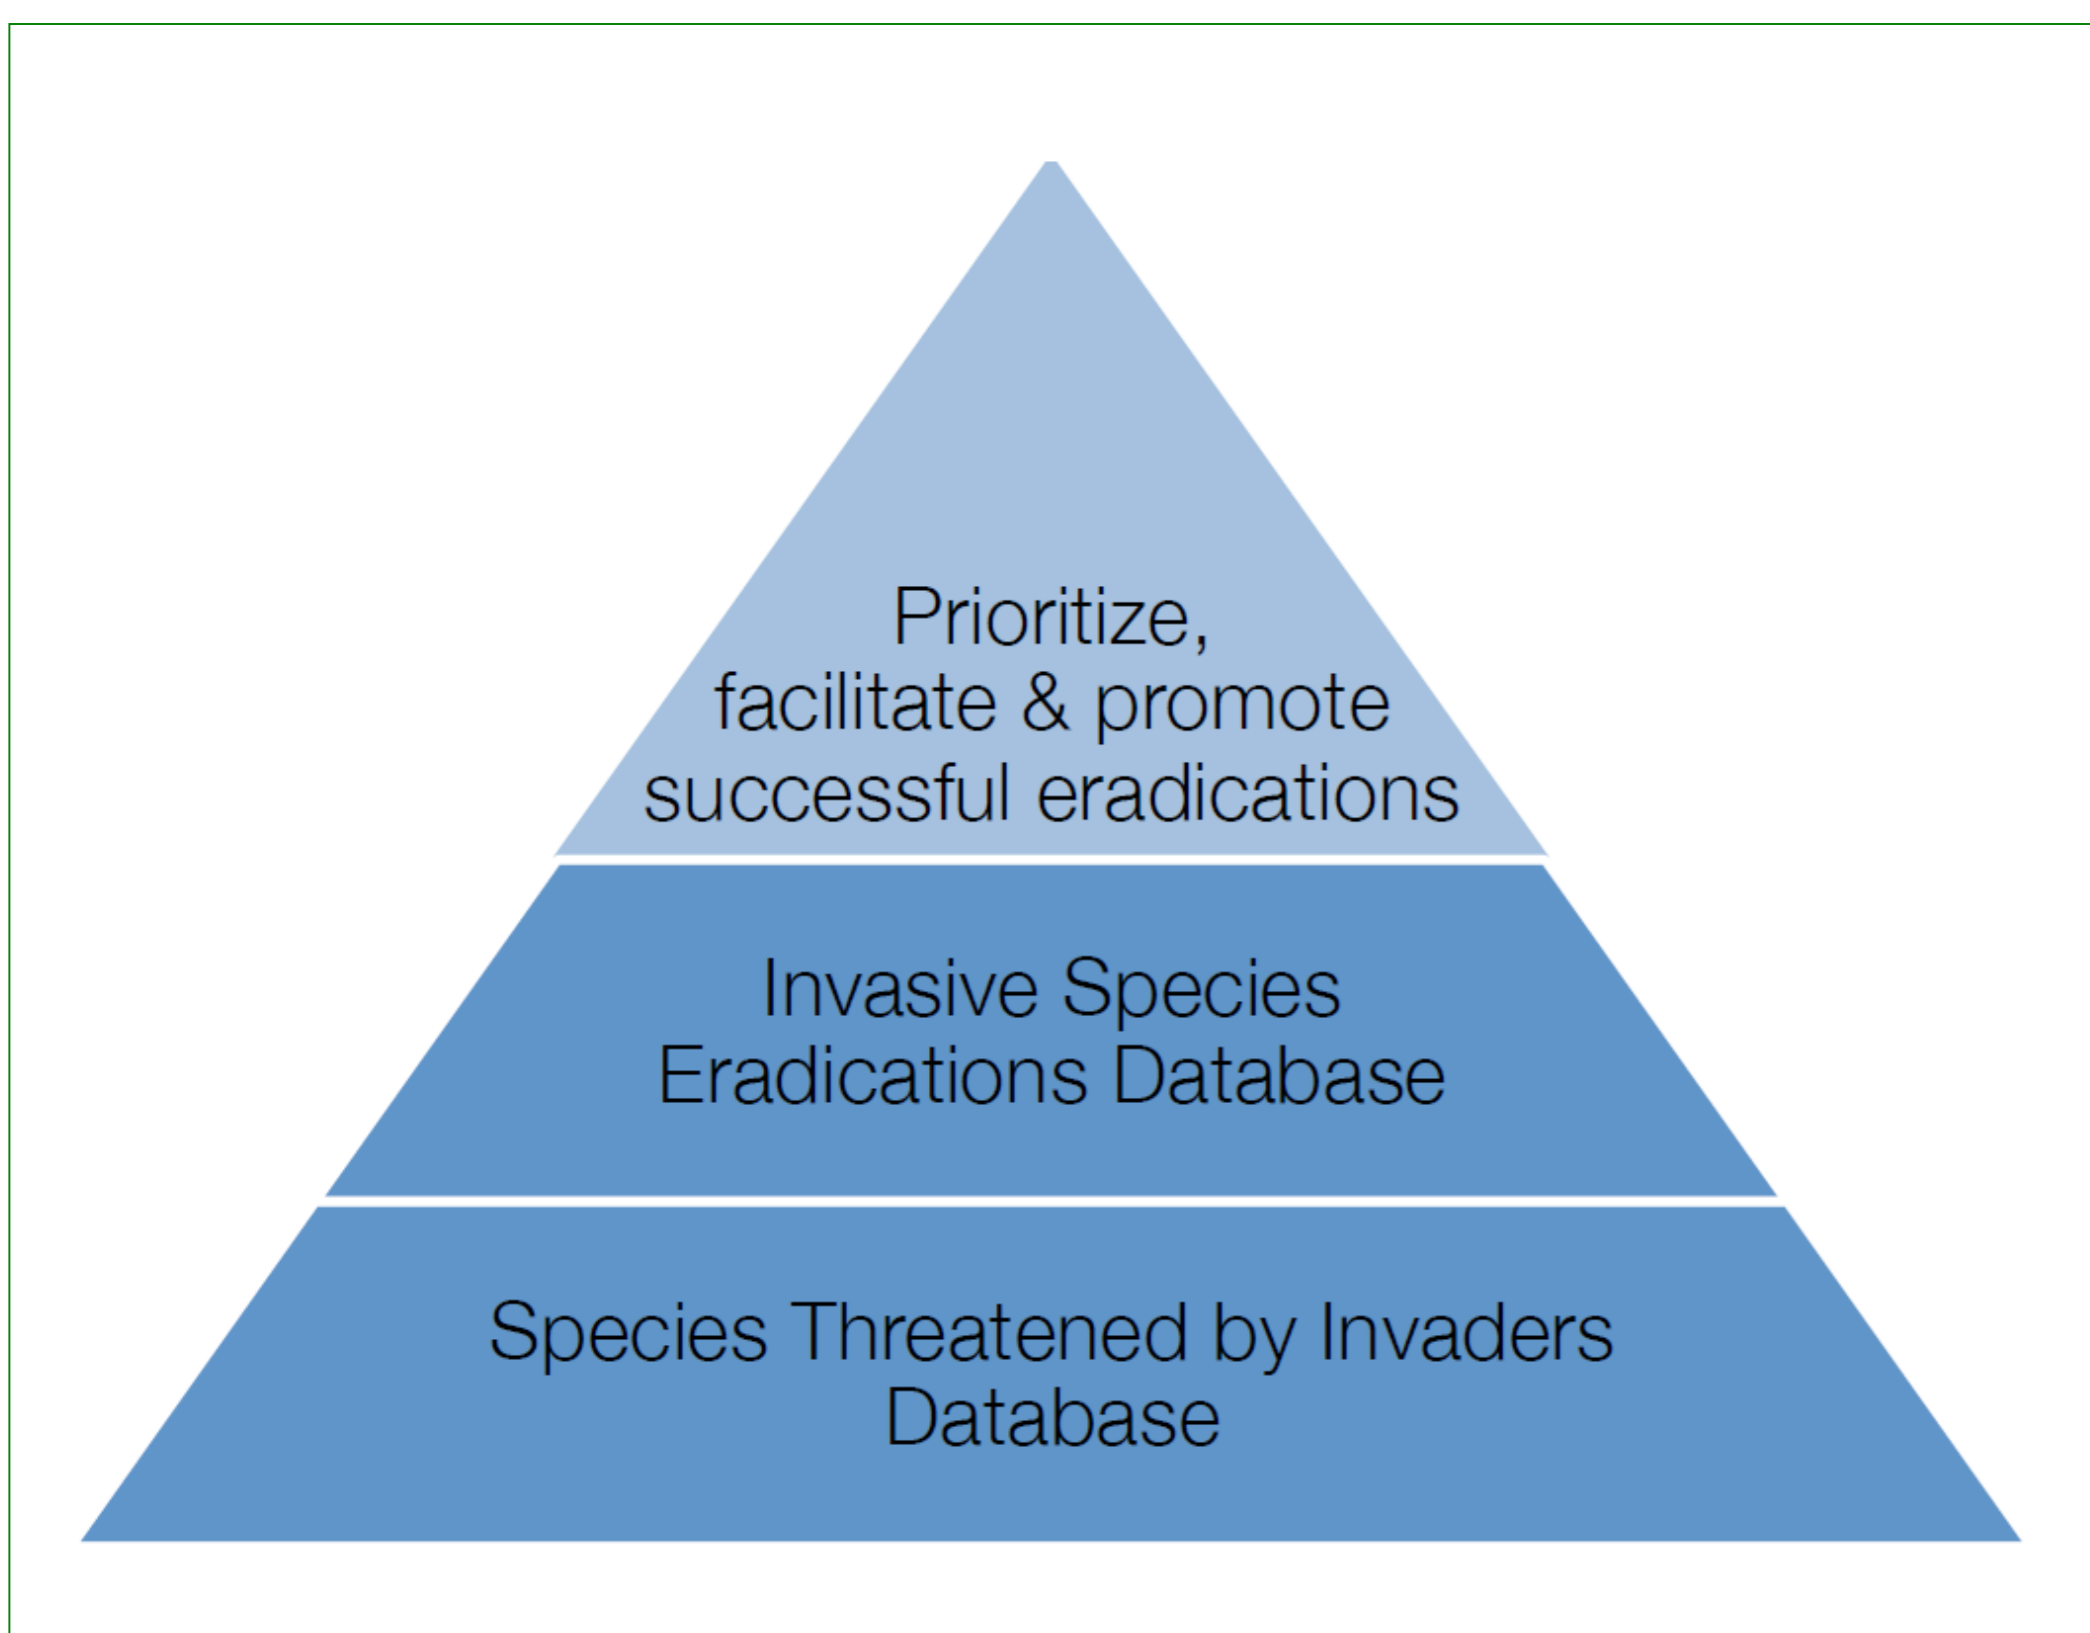 Prioritize,
facilitate & promote
successful eradications
Invasive Species
Eradications Database
Species Threatened by Invaders
Database